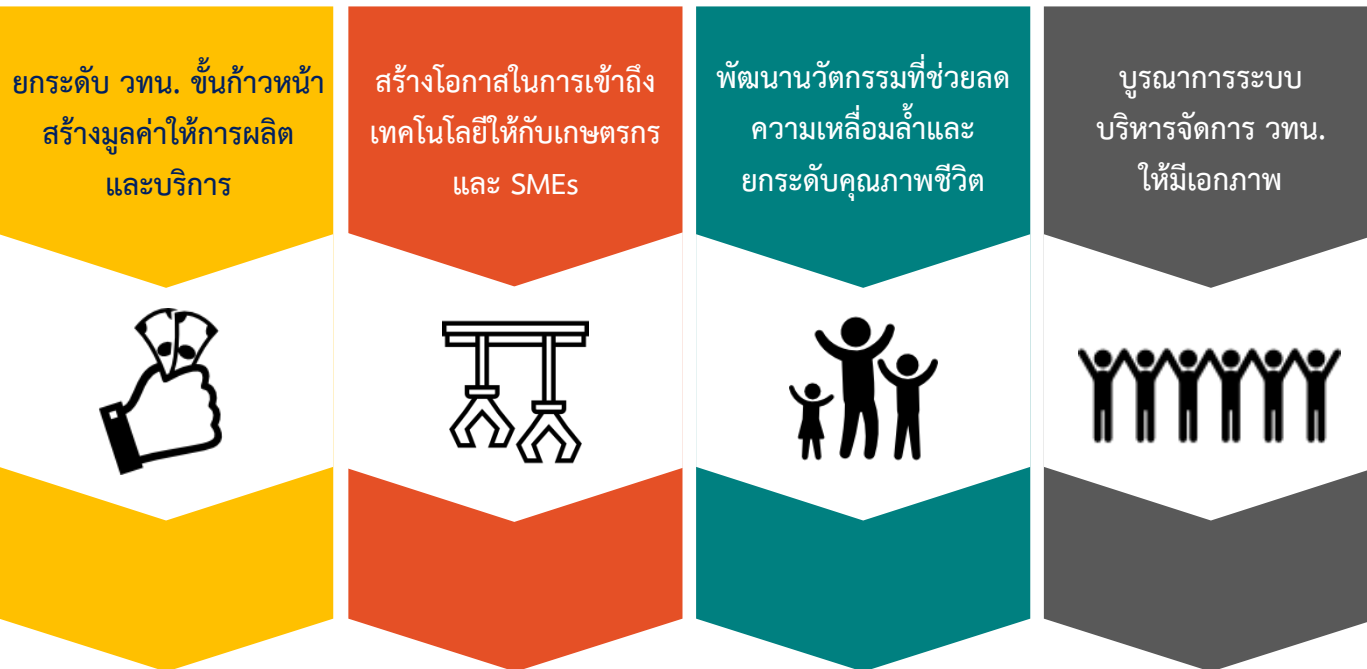 ยกระดับ วทน. ขั้นก้าวหน้า
สร้างมูลค่าให้การผลิต
และบริการ
สร้างโอกาสในการเข้าถึง
เทคโนโลยีให้กับเกษตรกร
และ SMEs
พัฒนานวัตกรรมที่ช่วยลด
ความเหลื่อมล้ำและ
ยกระดับคุณภาพชีวิต
บูรณาการระบบ
บริหารจัดการ วทน.
ให้มีเอกภาพ